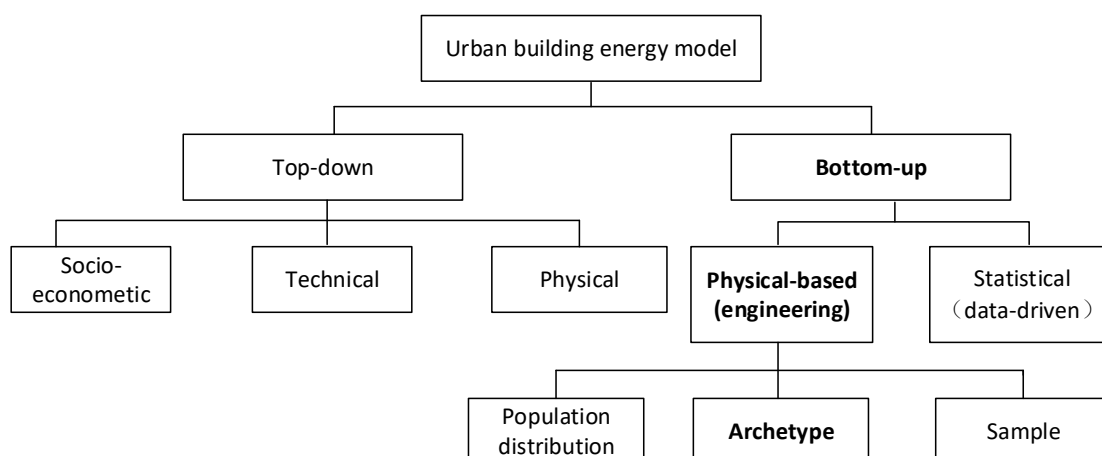 Urban building energy model
Top-down
Bottom-up
Socio-
econometic
Technical
Physical
Physical-based
(engineering)
Statistical
（data-driven）
Population
distribution
Archetype
Sample